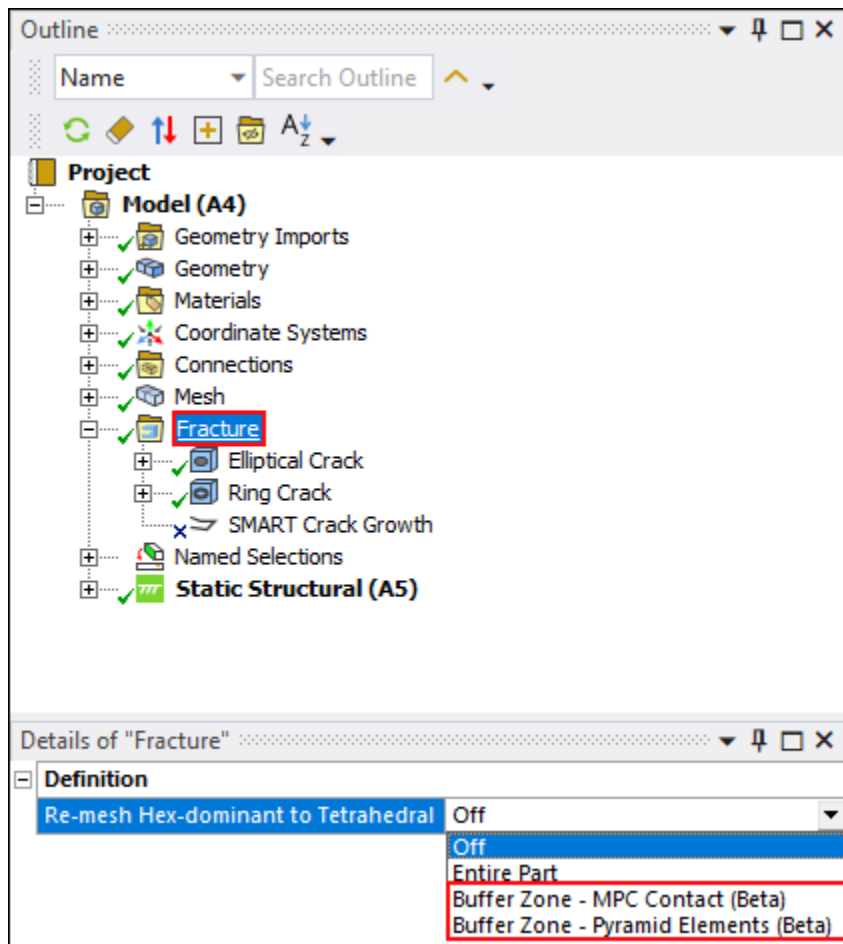 Outline
Name Search Outline
Project
Model (A4)
Geometry Imports
Geometry
Materials
Coordinate Systems
Connections
Mesh
Fracture
Elliptical Crack
Ring Crack
SMART Crack Growth
Named Selections
Static Structural (A5)
Details of "Fracture"
Definition
Re-mesh Hex-dominant to Tetrahedral Off
Off
Entire Part
Buffer Zone - MPC Contact (Beta)
Buffer Zone - Pyramid Elements (Beta)